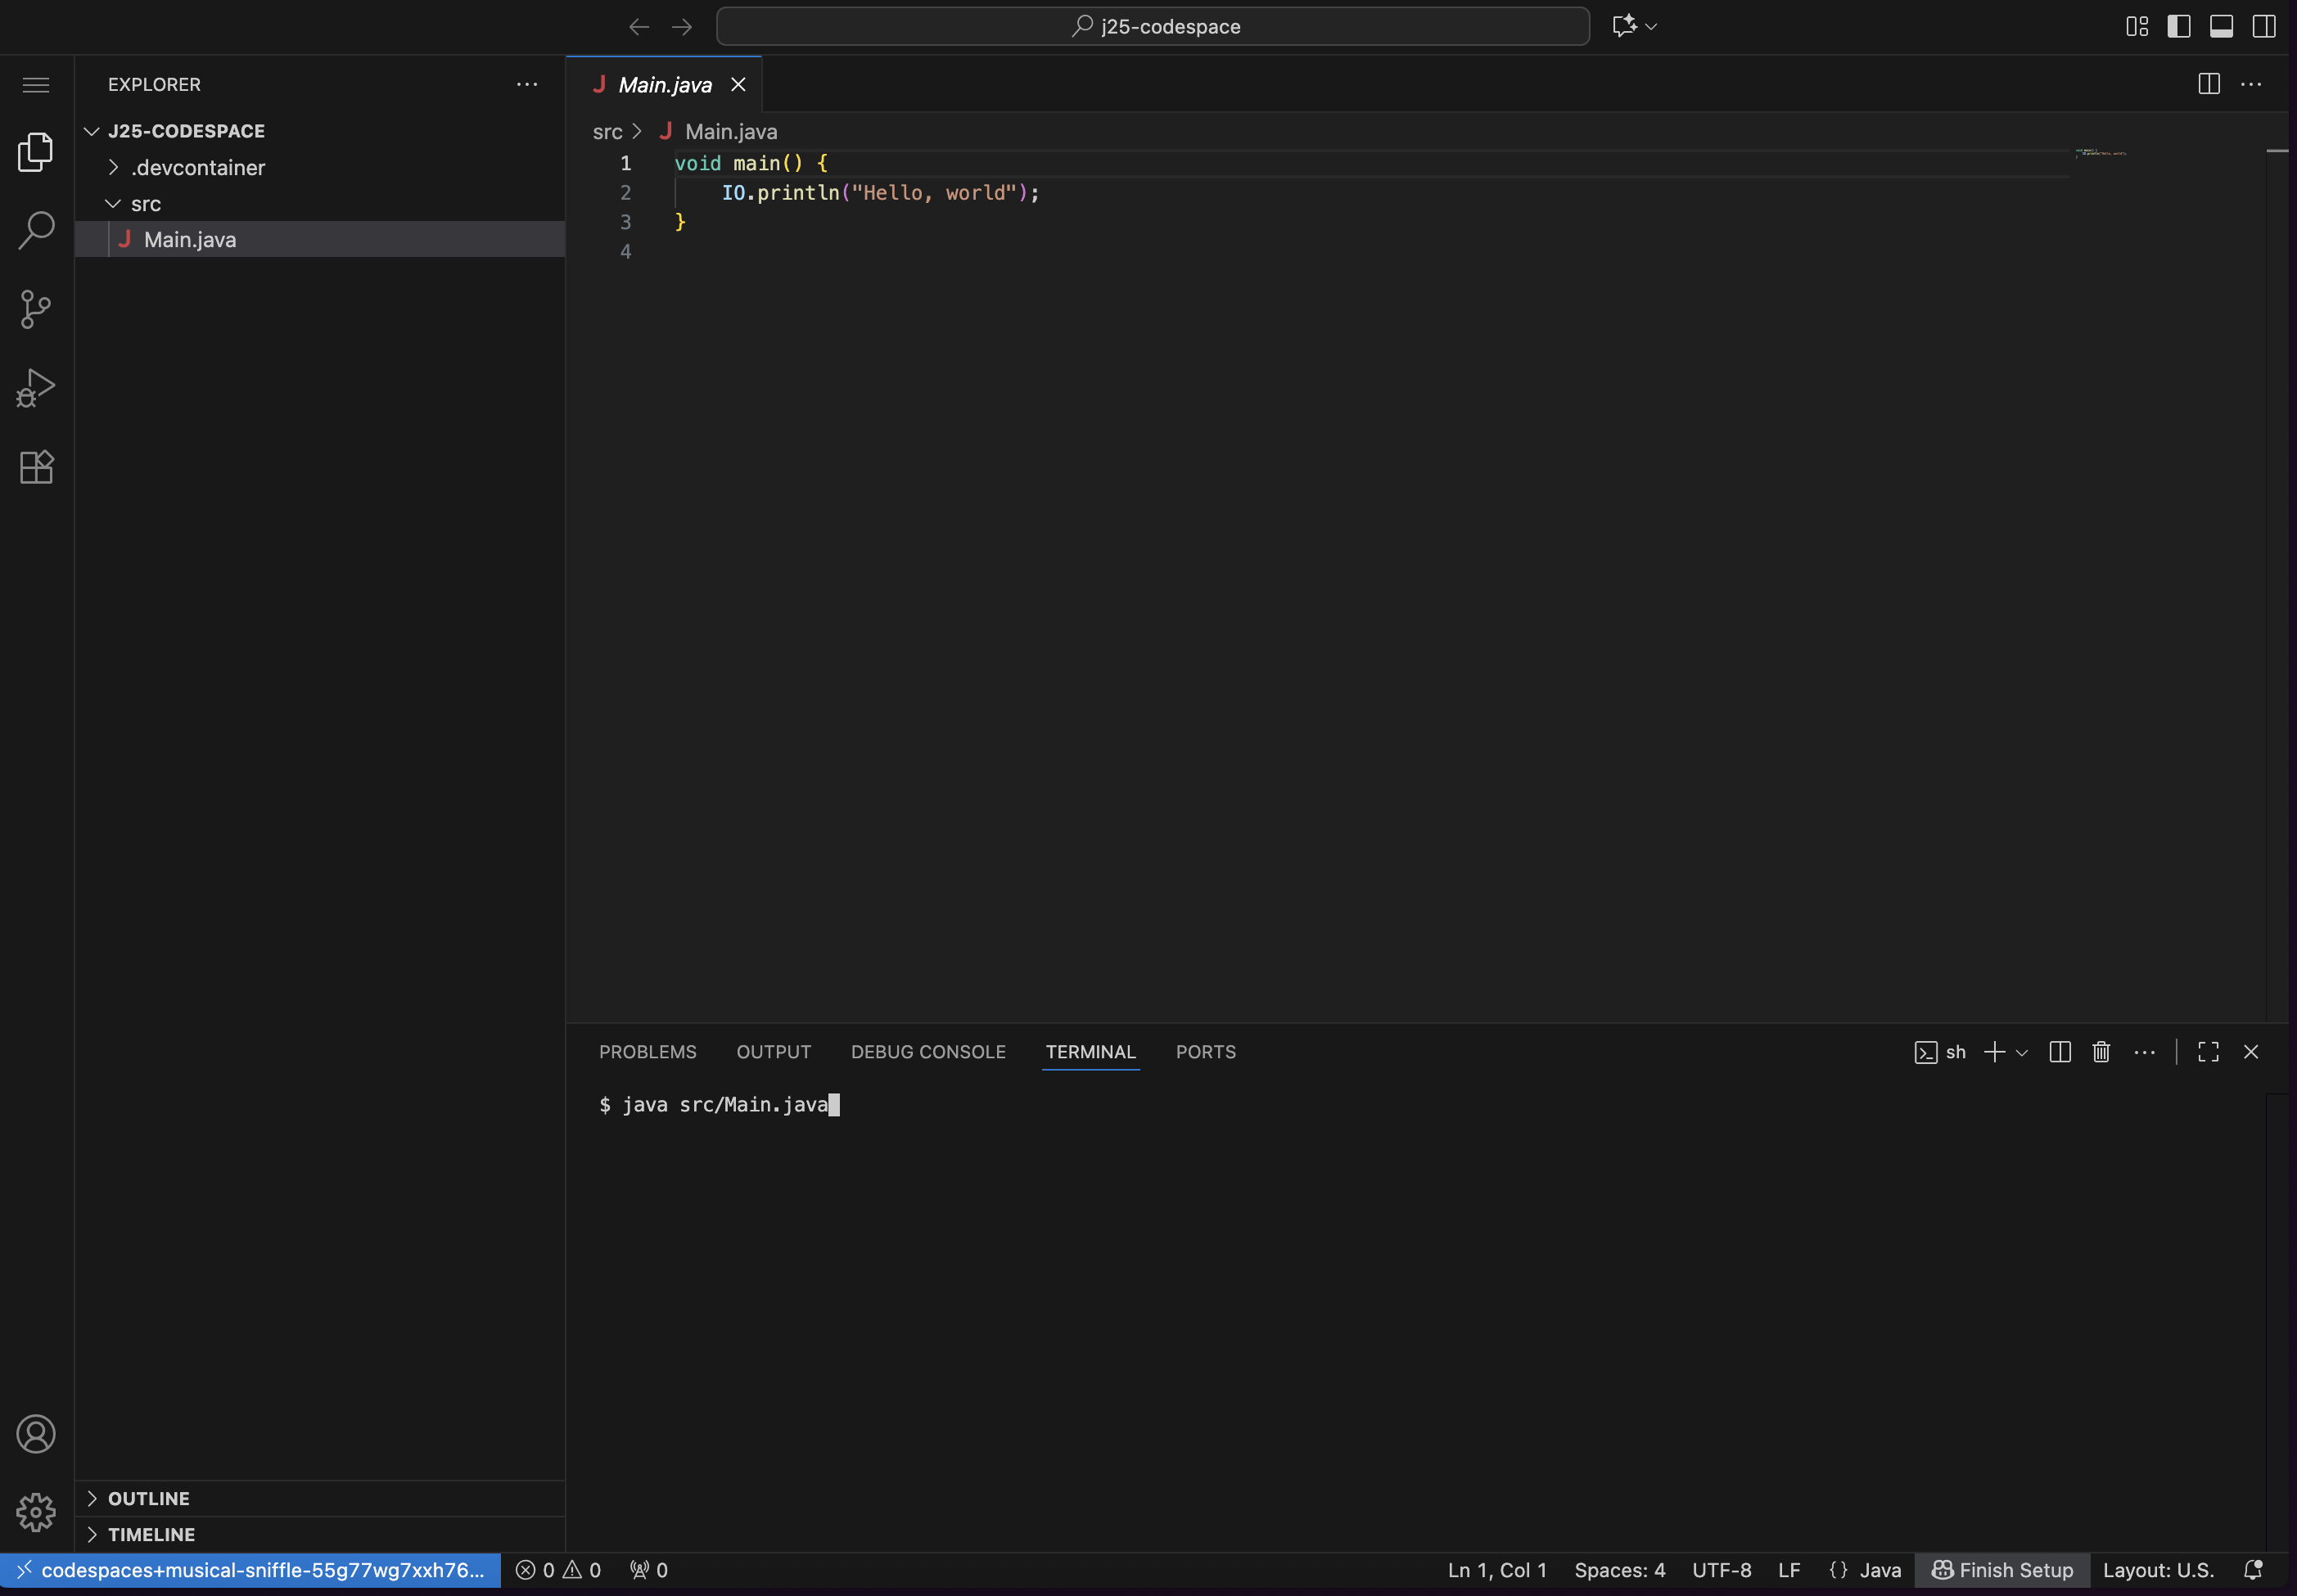 j25-codespace
EXPLORER
J25-CODESPACE
.devcontainer
src
Main.java
Main.java
src > Main.java
1 void main() {
2     IO.println("Hello, world");
3 }
4
PROBLEMS OUTPUT DEBUG CONSOLE TERMINAL PORTS
sh
$ java src/Main.java
OUTLINE
TIMELINE
codespaces+musical-sniffle-55g77wg7xxh76... 0 0 0 Ln 1, Col 1 Spaces: 4 UTF-8 LF {} Java Finish Setup Layout: U.S.